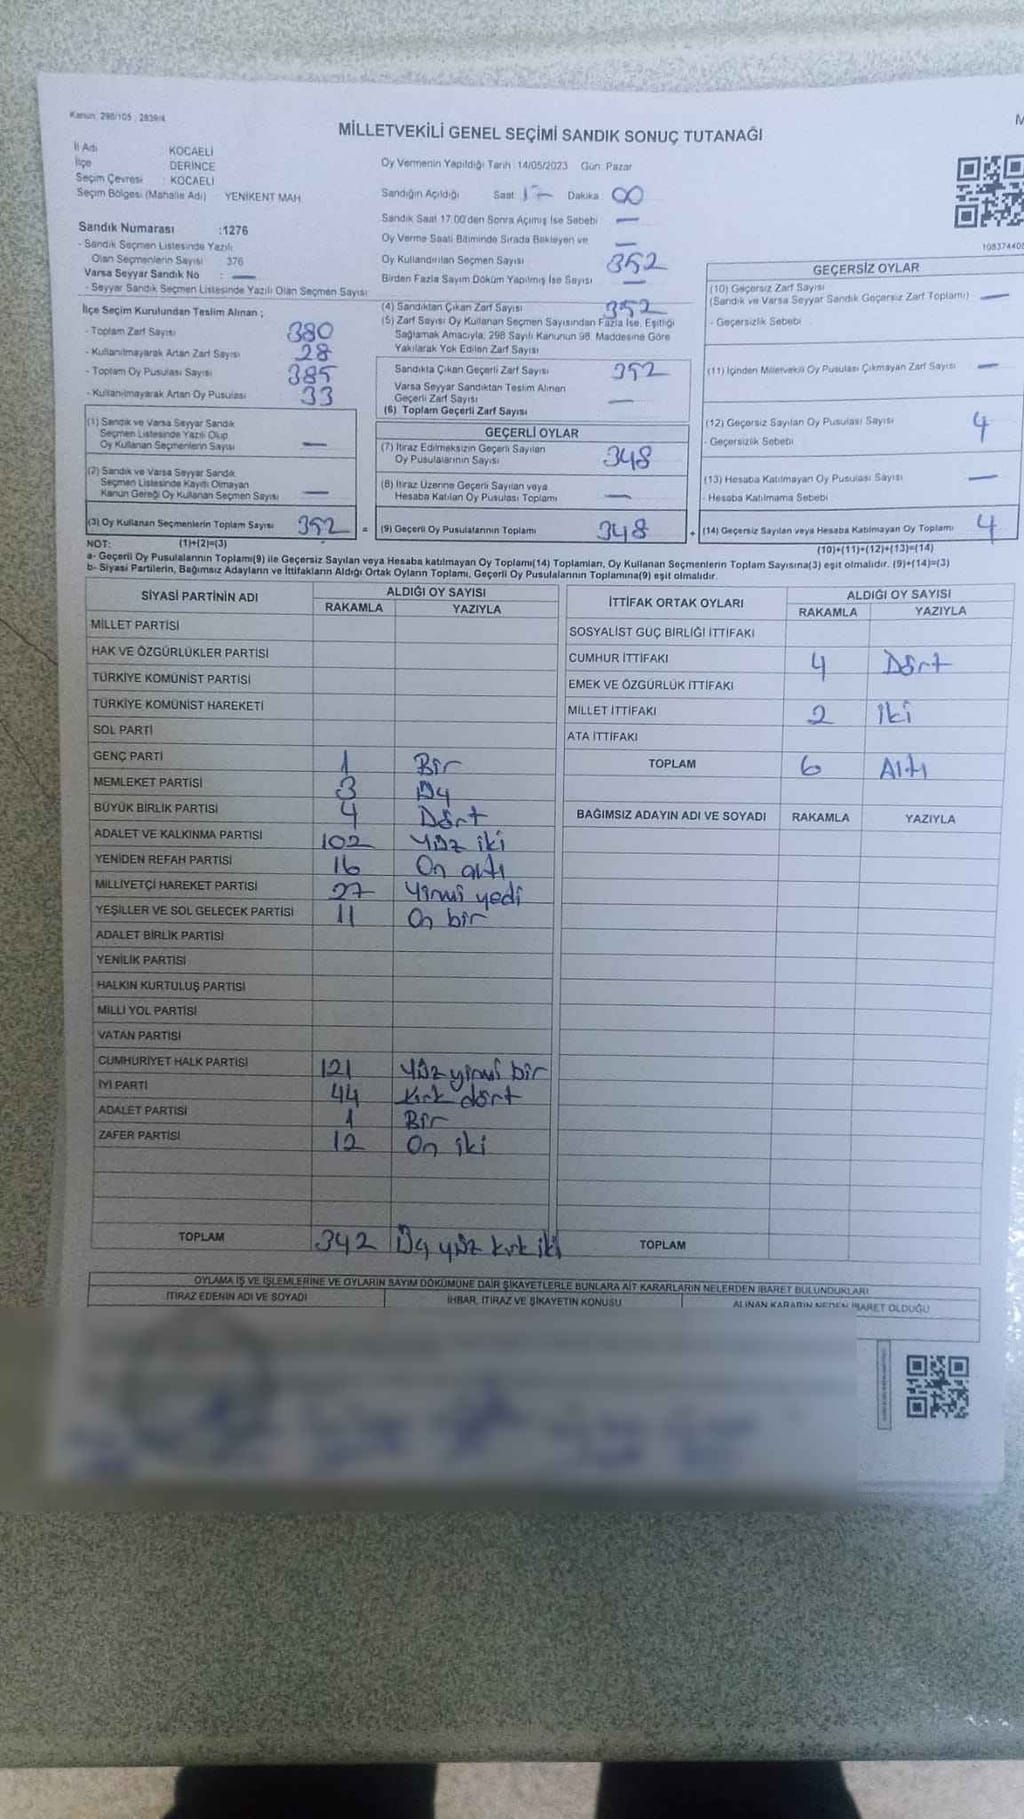 Kanun: 298/105 , 2839/4
MİLLETVEKİLİ GENEL SEÇİMİ SANDIK SONUÇ TUTANAĞI
İl Adı KOCAELİ
İlçe DERİNCE
Seçim Çevresi : KOCAELİ
Seçim Bölgesi (Mahalle Adı) YENİKENT MAH
Sandık Numarası :1276
- Sandık Seçmen Listesinde Yazılı
Olan Seçmenlerin Sayısı 376
Varsa Seyyar Sandık No : —
- Seyyar Sandık Seçmen Listesinde Yazılı Olan Seçmen Sayısı
Oy Vermenin Yapıldığı Tarih :14/05/2023 Gün: Pazar
Sandığın Açıldığı Saat 17 Dakika 00
Sandık Saat 17.00'den Sonra Açımış İse Sebebi —
Oy Verme Saati Bitiminde Sırada Bekleyen ve —
Oy Kullandırılan Seçmen Sayısı 352
Birden Fazla Sayım Döküm Yapılmış İse Sayısı —
İlçe Seçim Kurulundan Teslim Alınan ;
- Toplam Zarf Sayısı 380
- Kullanılmayarak Artan Zarf Sayısı 28
- Toplam Oy Pusulası Sayısı 385
- Kullanılmayarak Artan Oy Pusulası 33
(4) Sandıktan Çıkan Zarf Sayısı 352
(5) Zarf Sayısı Oy Kullanan Seçmen Sayısından Fazla İse, Eşitliği
Sağlamak Amacıyla, 298 Sayılı Kanunun 98. Maddesine Göre
Yakılarak Yok Edilen Zarf Sayısı
Sandıkta Çıkan Geçerli Zarf Sayısı 352
Varsa Seyyar Sandıktan Teslim Alınan
Geçerli Zarf Sayısı —
(6) Toplam Geçerli Zarf Sayısı
10837440
GEÇERSİZ OYLAR
(10) Geçersiz Zarf Sayısı
(Sandık ve Varsa Seyyar Sandık Geçersiz Zarf Toplamı) —
- Geçersizlik Sebebi
(11) İçinden Milletvekili Oy Pusulası Çıkmayan Zarf Sayısı —
(12) Geçersiz Sayılan Oy Pusulası Sayısı 4
- Geçersizlik Sebebi
(13) Hesaba Katılmayan Oy Pusulası Sayısı —
- Hesaba Katılmama Sebebi
(1) Sandık ve Varsa Seyyar Sandık
Seçmen Listesinde Yazılı Olup
Oy Kullanan Seçmenlerin Sayısı —
(2) Sandık ve Varsa Seyyar Sandık
Seçmen Listesinde Kayıtlı Olmayan
Kanun Gereği Oy Kullanan Seçmen Sayısı —
GEÇERLİ OYLAR
(7) İtiraz Edilmeksizin Geçerli Sayılan
Oy Pusulalarının Sayısı 348
(8) İtiraz Üzerine Geçerli Sayılan veya
Hesaba Katılan Oy Pusulası Toplamı —
(3) Oy Kullanan Seçmenlerin Toplam Sayısı 352 = (9) Geçerli Oy Pusulalarının Toplamı 348 + (14) Geçersiz Sayılan veya Hesaba Katılmayan Oy Toplamı 4
NOT: (1)+(2)=(3) (10)+(11)+(12)+(13)=(14)
a- Geçerli Oy Pusulalarının Toplamı(9) ile Geçersiz Sayılan veya Hesaba katılmayan Oy Toplamı(14) Toplamları, Oy Kullanan Seçmenlerin Toplam Sayısına(3) eşit olmalıdır. (9)+(14)=(3)
b- Siyasi Partilerin, Bağımsız Adayların ve İttifakların Aldığı Ortak Oyların Toplamı, Geçerli Oy Pusulalarının Toplamına(9) eşit olmalıdır.
SİYASİ PARTİNİN ADI ALDIĞI OY SAYISI
RAKAMLA YAZIYLA
MİLLET PARTİSİ
HAK VE ÖZGÜRLÜKLER PARTİSİ
TÜRKİYE KOMÜNİST PARTİSİ
TÜRKİYE KOMÜNİST HAREKETİ
SOL PARTİ
GENÇ PARTİ 1 Bir
MEMLEKET PARTİSİ 3 Üç
BÜYÜK BİRLİK PARTİSİ 4 Dört
ADALET VE KALKINMA PARTİSİ 102 Yüz iki
YENİDEN REFAH PARTİSİ 16 On altı
MİLLİYETÇİ HAREKET PARTİSİ 27 Yirmi yedi
YEŞİLLER VE SOL GELECEK PARTİSİ 11 On bir
ADALET BİRLİK PARTİSİ
YENİLİK PARTİSİ
HALKIN KURTULUŞ PARTİSİ
MİLLİ YOL PARTİSİ
VATAN PARTİSİ
CUMHURİYET HALK PARTİSİ 121 Yüz yirmi bir
İYİ PARTİ 44 Kırk dört
ADALET PARTİSİ 1 Bir
ZAFER PARTİSİ 12 On iki
TOPLAM 342 Üç yüz kırk iki
İTTİFAK ORTAK OYLARI ALDIĞI OY SAYISI
RAKAMLA YAZIYLA
SOSYALİST GÜÇ BİRLİĞİ İTTİFAKI
CUMHUR İTTİFAKI 4 Dört
EMEK VE ÖZGÜRLÜK İTTİFAKI
MİLLET İTTİFAKI 2 iki
ATA İTTİFAKI
TOPLAM 6 Altı
BAĞIMSIZ ADAYIN ADI VE SOYADI RAKAMLA YAZIYLA
TOPLAM
OYLAMA İŞ VE İŞLEMLERİNE VE OYLARIN SAYIM DÖKÜMÜNE DAİR ŞİKAYETLERLE BUNLARA AİT KARARLARIN NELERDEN İBARET BULUNDUKLARI
İTİRAZ EDENİN ADI VE SOYADI İHBAR, İTİRAZ VE ŞİKAYETİN KONUSU ALINAN KARARIN NEDEN İBARET OLDUĞU